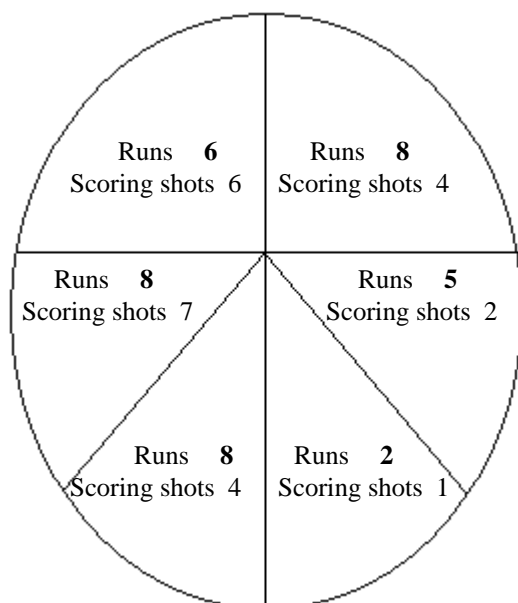 Runs 6
Scoring shots 6
Runs 8
Scoring shots 4
Runs 8
Scoring shots 7
Runs 5
Scoring shots 2
Runs 8
Scoring shots 4
Runs 2
Scoring shots 1